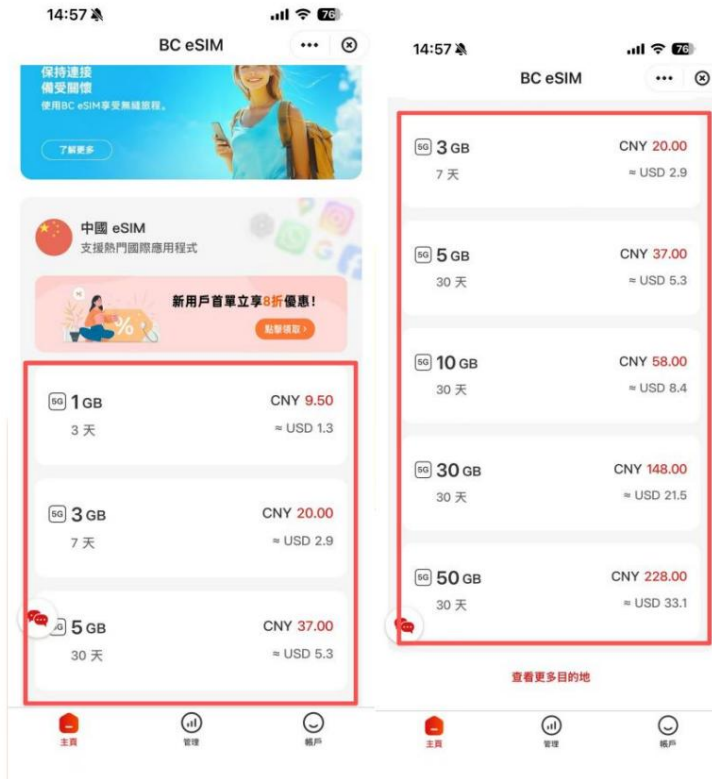 14:57
76
BC eSIM
保持連接
備受關懷
使用BC eSIM享受無縫旅程。
了解更多
中國 eSIM
支援熱門國際應用程式
新用戶首單立享8折優惠!
點擊領取 >
5G 1 GB
CNY 9.50
3 天
≈ USD 1.3
5G 3 GB
CNY 20.00
7 天
≈ USD 2.9
5 GB
CNY 37.00
30 天
≈ USD 5.3
主頁
管理
帳戶
14:57
76
BC eSIM
5G 3 GB
CNY 20.00
7 天
≈ USD 2.9
5G 5 GB
CNY 37.00
30 天
≈ USD 5.3
5G 10 GB
CNY 58.00
30 天
≈ USD 8.4
5G 30 GB
CNY 148.00
30 天
≈ USD 21.5
5G 50 GB
CNY 228.00
30 天
≈ USD 33.1
查看更多目的地
主頁
管理
帳戶